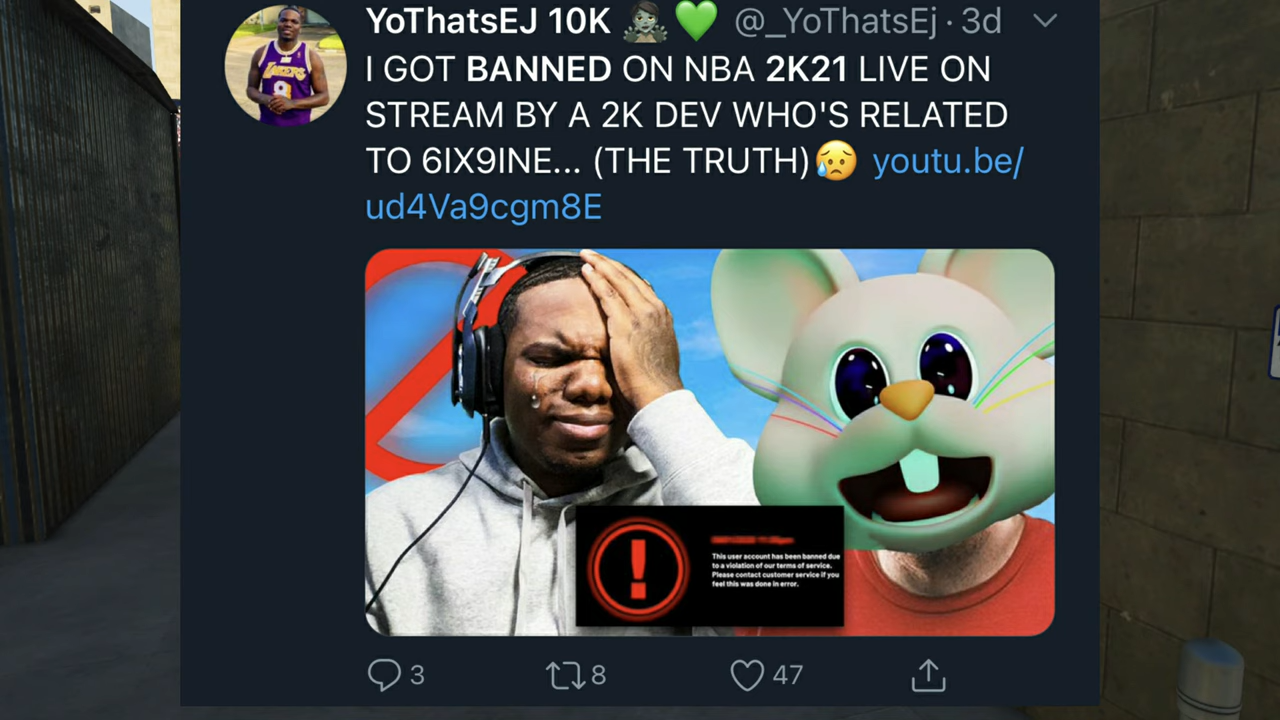 YoThatsEJ 10K 🧟‍♀️ 💚 @_YoThatsEj · 3d
I GOT BANNED ON NBA 2K21 LIVE ON
STREAM BY A 2K DEV WHO'S RELATED
TO 6IX9INE... (THE TRUTH)😥 youtu.be/
ud4Va9cgm8E
LAKERS
8
This user account has been banned due
to a violation of our terms of service.
Please contact customer service if you
feel this was done in error.
3 8 47